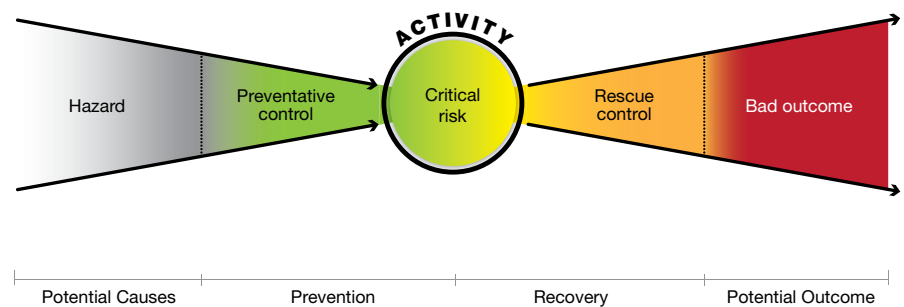 ACTIVITY
Hazard
Preventative
control
Critical
risk
Rescue
control
Bad outcome
Potential Causes
Prevention
Recovery
Potential Outcome